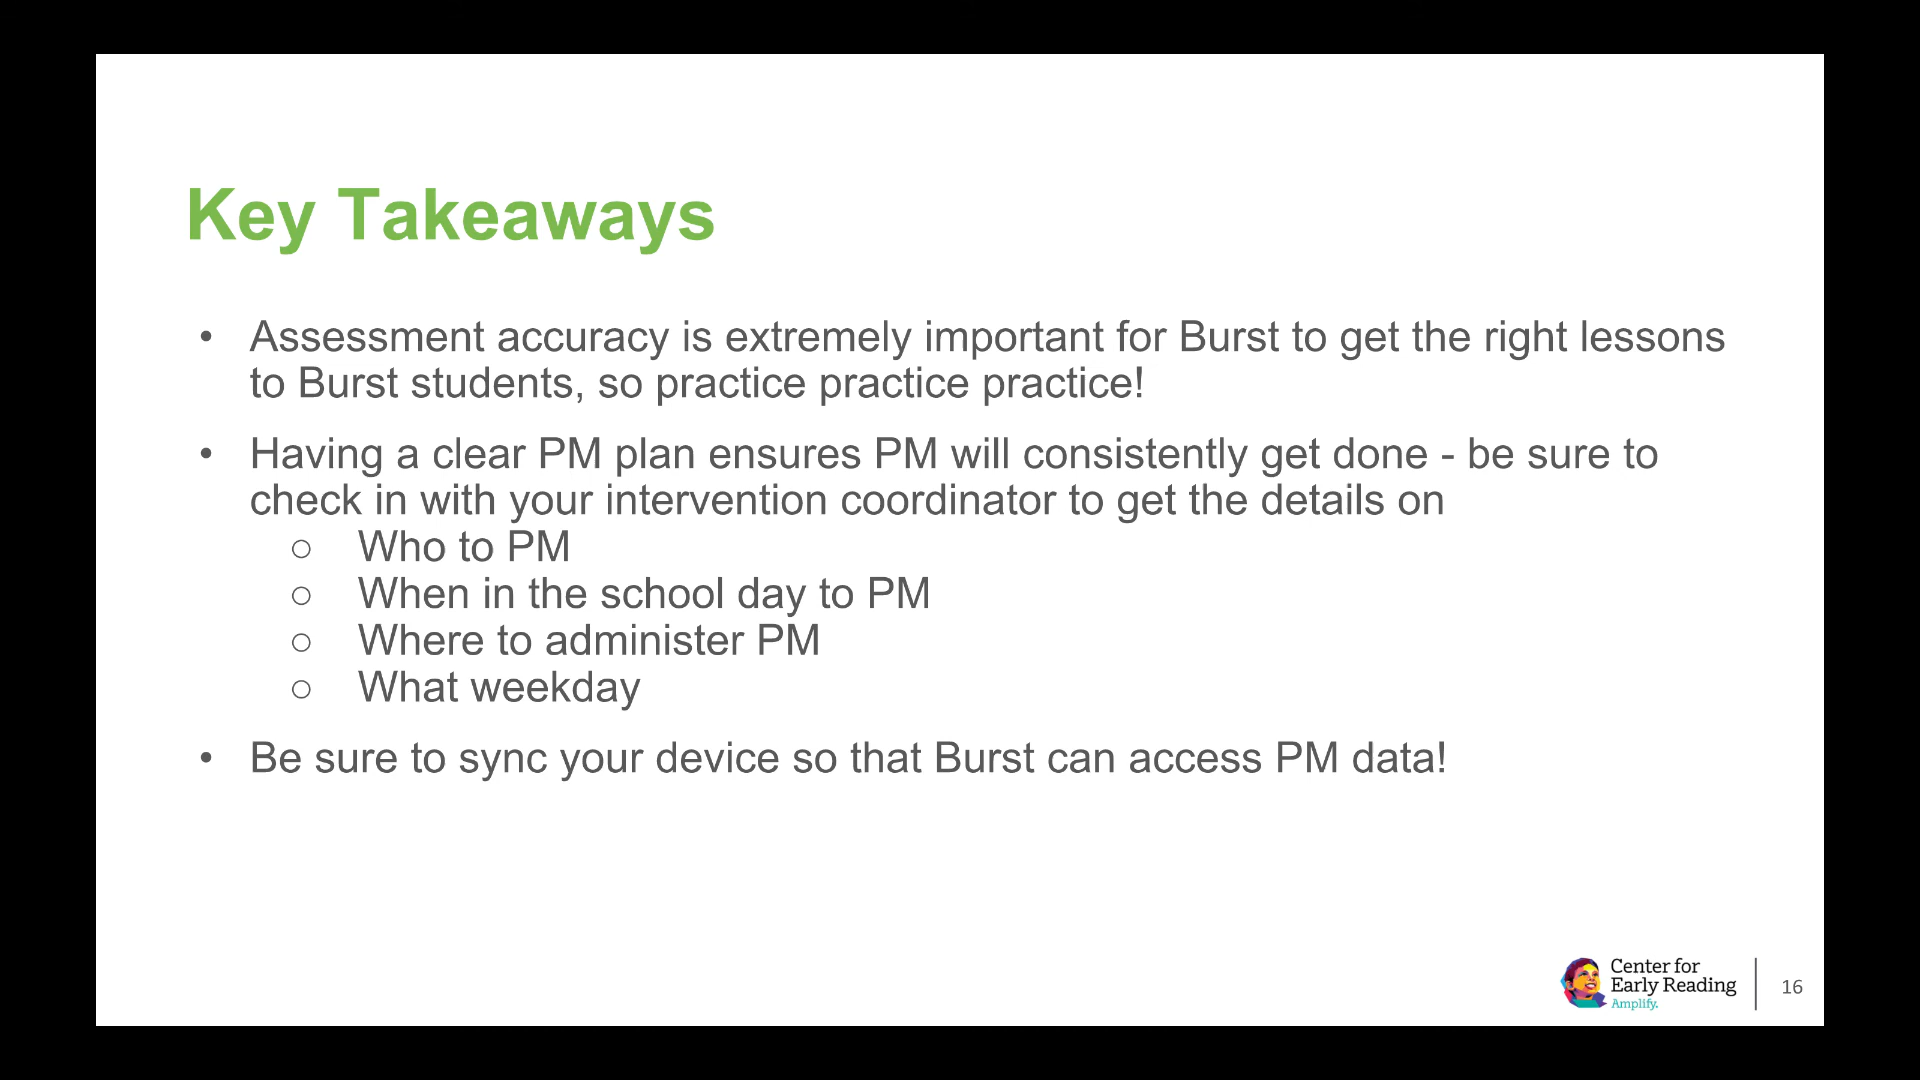 Key Takeaways
• Assessment accuracy is extremely important for Burst to get the right lessons
to Burst students, so practice practice practice!
• Having a clear PM plan ensures PM will consistently get done - be sure to
check in with your intervention coordinator to get the details on
○ Who to PM
○ When in the school day to PM
○ Where to administer PM
○ What weekday
• Be sure to sync your device so that Burst can access PM data!
Center for
Early Reading
Amplify.
16